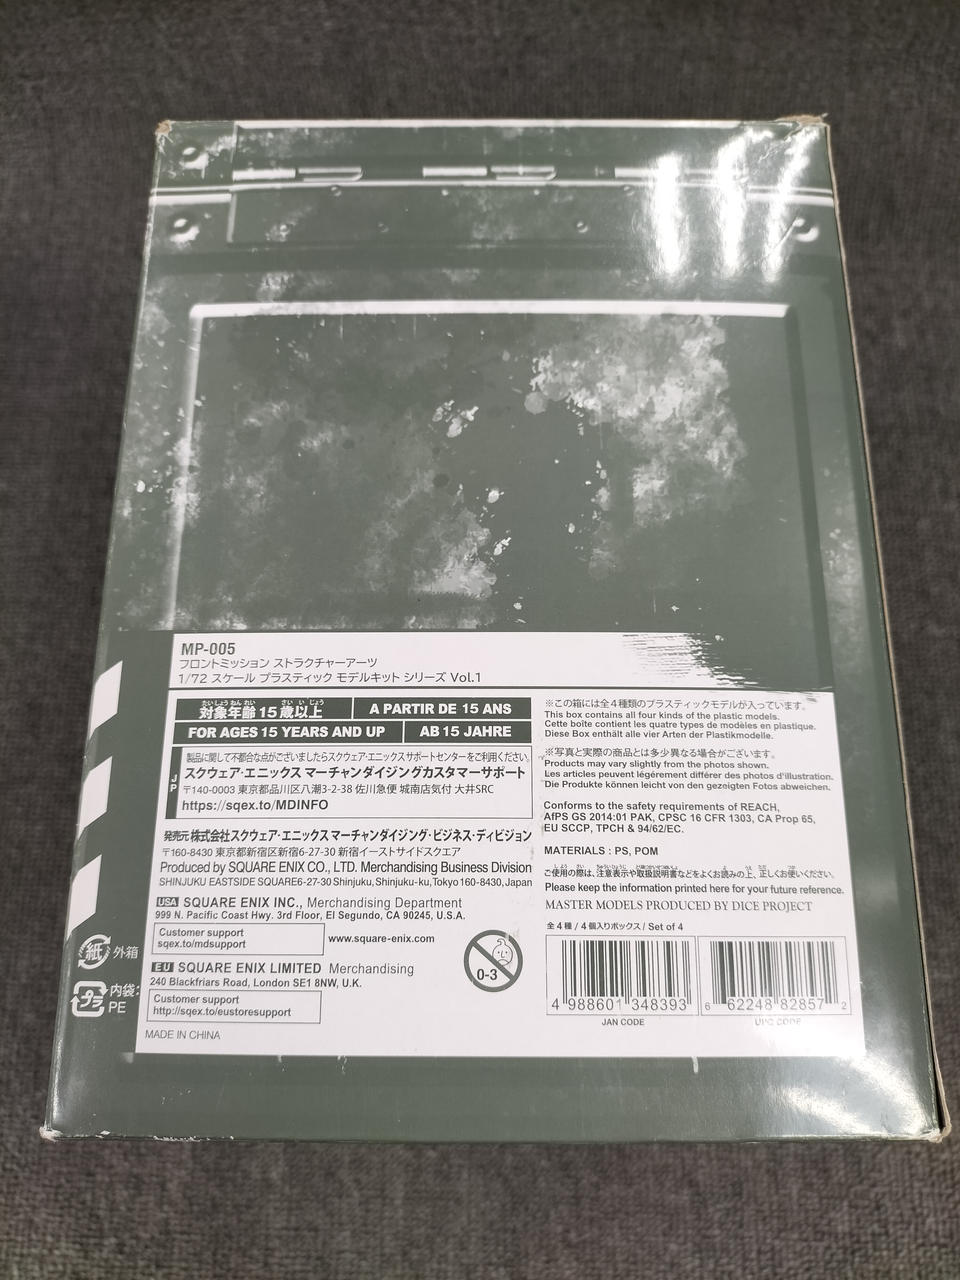 MP-005
フロントミッション ストラクチャーアーツ
1/72 スケール プラスティック モデルキット シリーズ Vol.1
対象年齢15歳以上
たいしょうねんれい さい いじょう
A PARTIR DE 15 ANS
FOR AGES 15 YEARS AND UP
AB 15 JAHRE
JP
製品に関して不都合な点がございましたらスクウェア・エニックスサポートセンターをご利用ください。
スクウェア・エニックス マーチャンダイジングカスタマーサポート
〒140-0003 東京都品川区八潮3-2-38 佐川急便 城南店気付 大井SRC
https://sqex.to/MDINFO
発売元 株式会社スクウェア・エニックス マーチャンダイジング・ビジネス・ディビジョン
〒160-8430 東京都新宿区新宿6-27-30 新宿イーストサイドスクエア
Produced by SQUARE ENIX CO., LTD. Merchandising Business Division
SHINJUKU EASTSIDE SQUARE6-27-30 Shinjuku,Shinjuku-ku,Tokyo 160-8430,Japan
USA SQUARE ENIX INC., Merchandising Department
999 N. Pacific Coast Hwy. 3rd Floor, El Segundo, CA 90245, U.S.A.
Customer support
sqex.to/mdsupport
www.square-enix.com
EU SQUARE ENIX LIMITED Merchandising
240 Blackfriars Road, London SE1 8NW, U.K.
Customer support
http://sqex.to/eustoresupport
0-3
MADE IN CHINA
紙 外箱
プラ 内袋:
PE
※この箱には全4種類のプラスティックモデルが入っています。
This box contains all four kinds of the plastic models.
Cette boîte contient les quatre types de modèles en plastique.
Diese Box enthält alle vier Arten der Plastikmodelle.
※写真と実際の商品とは多少異なる場合がございます。
Products may vary slightly from the photos shown.
Les articles peuvent légèrement différer des photos d'illustration.
Die Produkte können leicht von den gezeigten Fotos abweichen.
Conforms to the safety requirements of REACH,
AfPS GS 2014:01 PAK, CPSC 16 CFR 1303, CA Prop 65,
EU SCCP, TPCH & 94/62/EC.
MATERIALS : PS, POM
ご使用の際は、注意表示や取扱説明書などをよくお読みの上、正しくお使いください。
Please keep the information printed here for your future reference.
MASTER MODELS PRODUCED BY DICE PROJECT
全4種 / 4個入りボックス / Set of 4
4 988601 348393
JAN CODE
6 62248 82857 2
UPC CODE